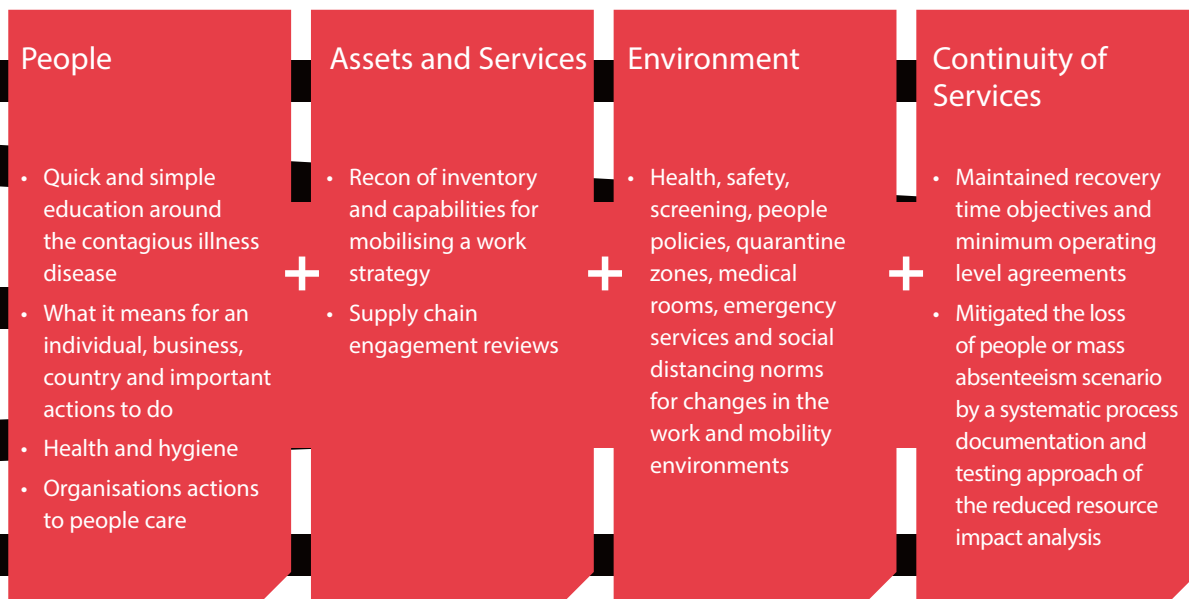 People
• Quick and simple
education around
the contagious illness
disease
• What it means for an
individual, business,
country and important
actions to do
• Health and hygiene
• Organisations actions
to people care
+
Assets and Services
• Recon of inventory
and capabilities for
mobilising a work
strategy
• Supply chain
engagement reviews
+
Environment
• Health, safety,
screening, people
policies, quarantine
zones, medical
rooms, emergency
services and social
distancing norms
for changes in the
work and mobility
environments
+
Continuity of
Services
• Maintained recovery
time objectives and
minimum operating
level agreements
• Mitigated the loss
of people or mass
absenteeism scenario
by a systematic process
documentation and
testing approach of
the reduced resource
impact analysis